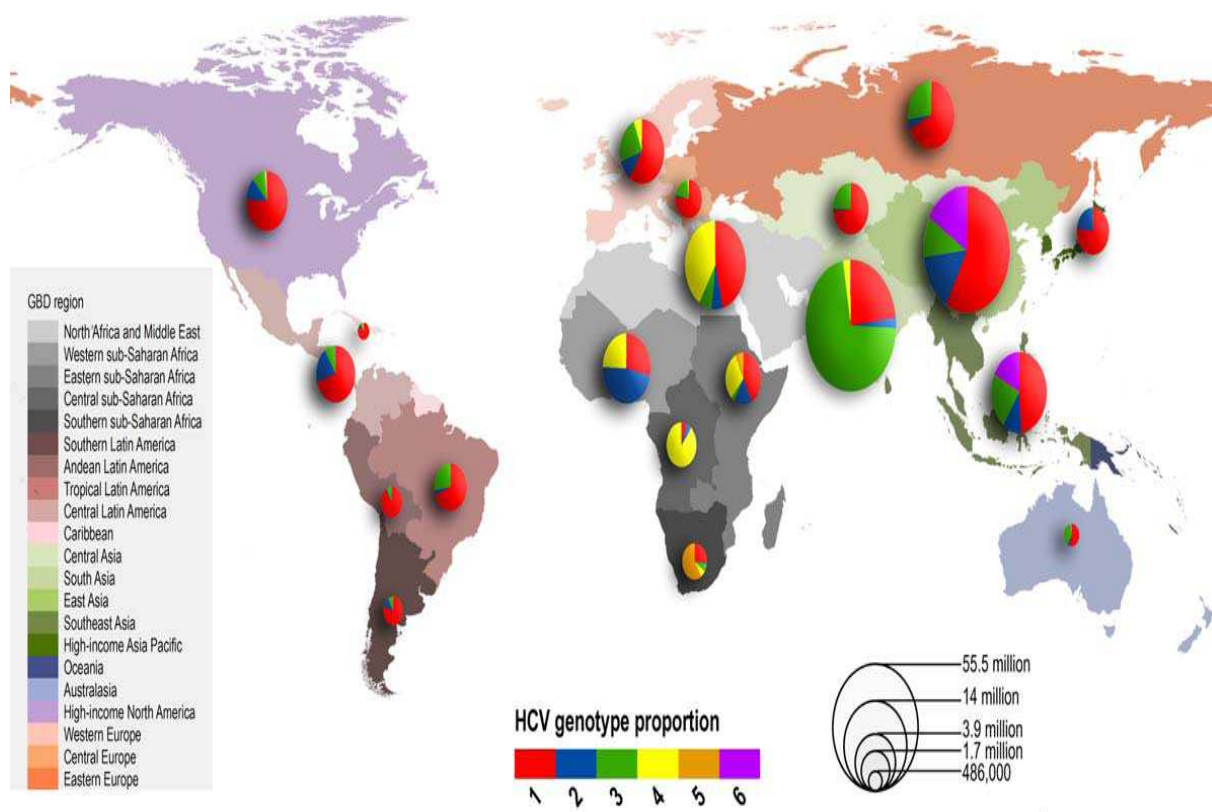 GBD region
North Africa and Middle East
Western sub-Saharan Africa
Eastern sub-Saharan Africa
Central sub-Saharan Africa
Southern sub-Saharan Africa
Southern Latin America
Andean Latin America
Tropical Latin America
Central Latin America
Caribbean
Central Asia
South Asia
East Asia
Southeast Asia
High-income Asia Pacific
Oceania
Australasia
High-income North America
Western Europe
Central Europe
Eastern Europe
HCV genotype proportion
1 2 3 4 5 6
55.5 million
14 million
3.9 million
1.7 million
486,000